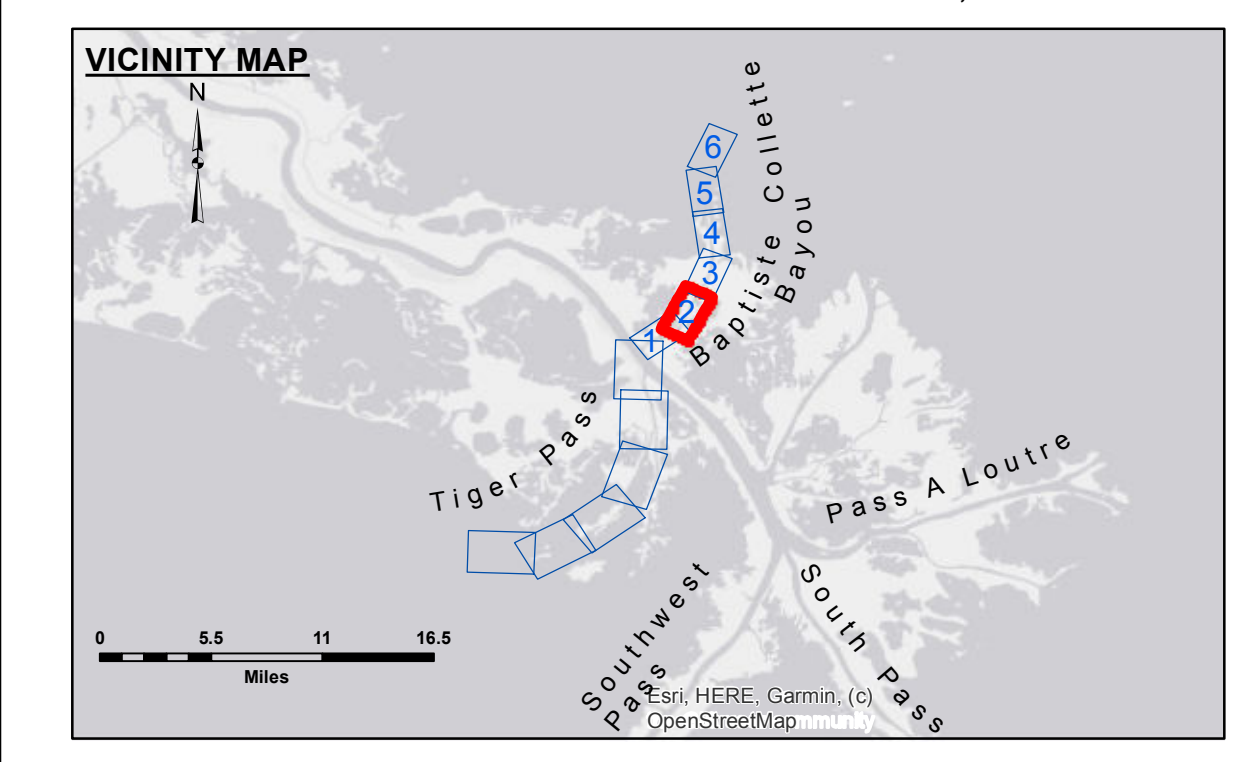 VICINITY MAP
N
6
5
4
3
2
1
Baptiste Collette
Bayou
Tiger Pass
Pass A Loutre
Southwest
Pass
South Pass
0 5.5 11 16.5
Miles
Esri, HERE, Garmin, (c)
OpenStreetMap mmunity